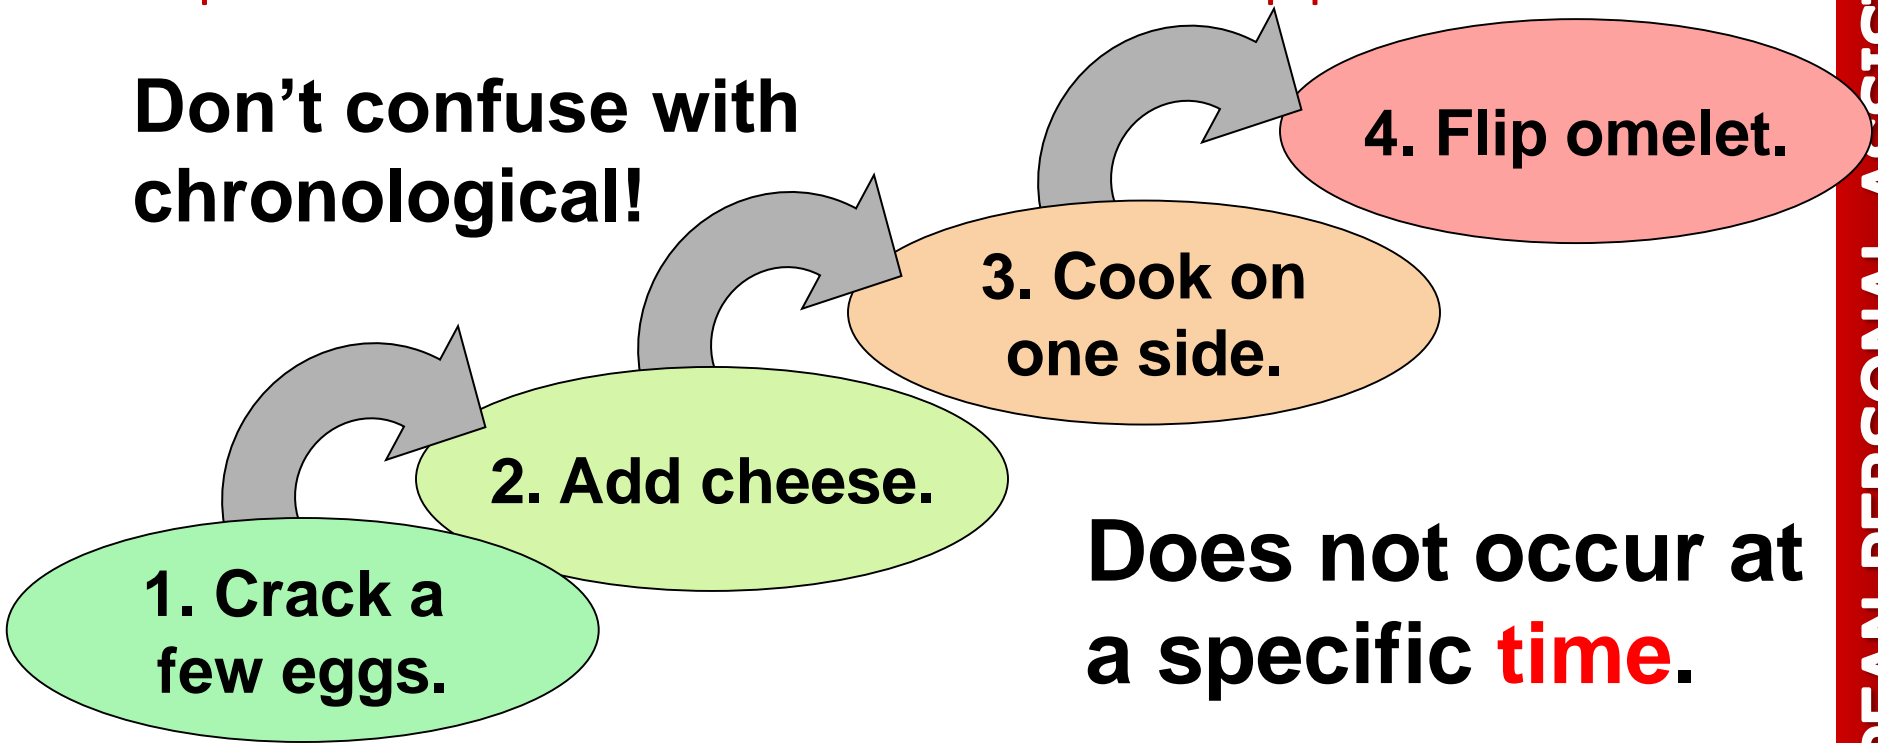 Don’t confuse with
chronological!
4. Flip omelet.
3. Cook on
one side.
2. Add cheese.
1. Crack a
few eggs.
Does not occur at
a specific time.
PERSONAL